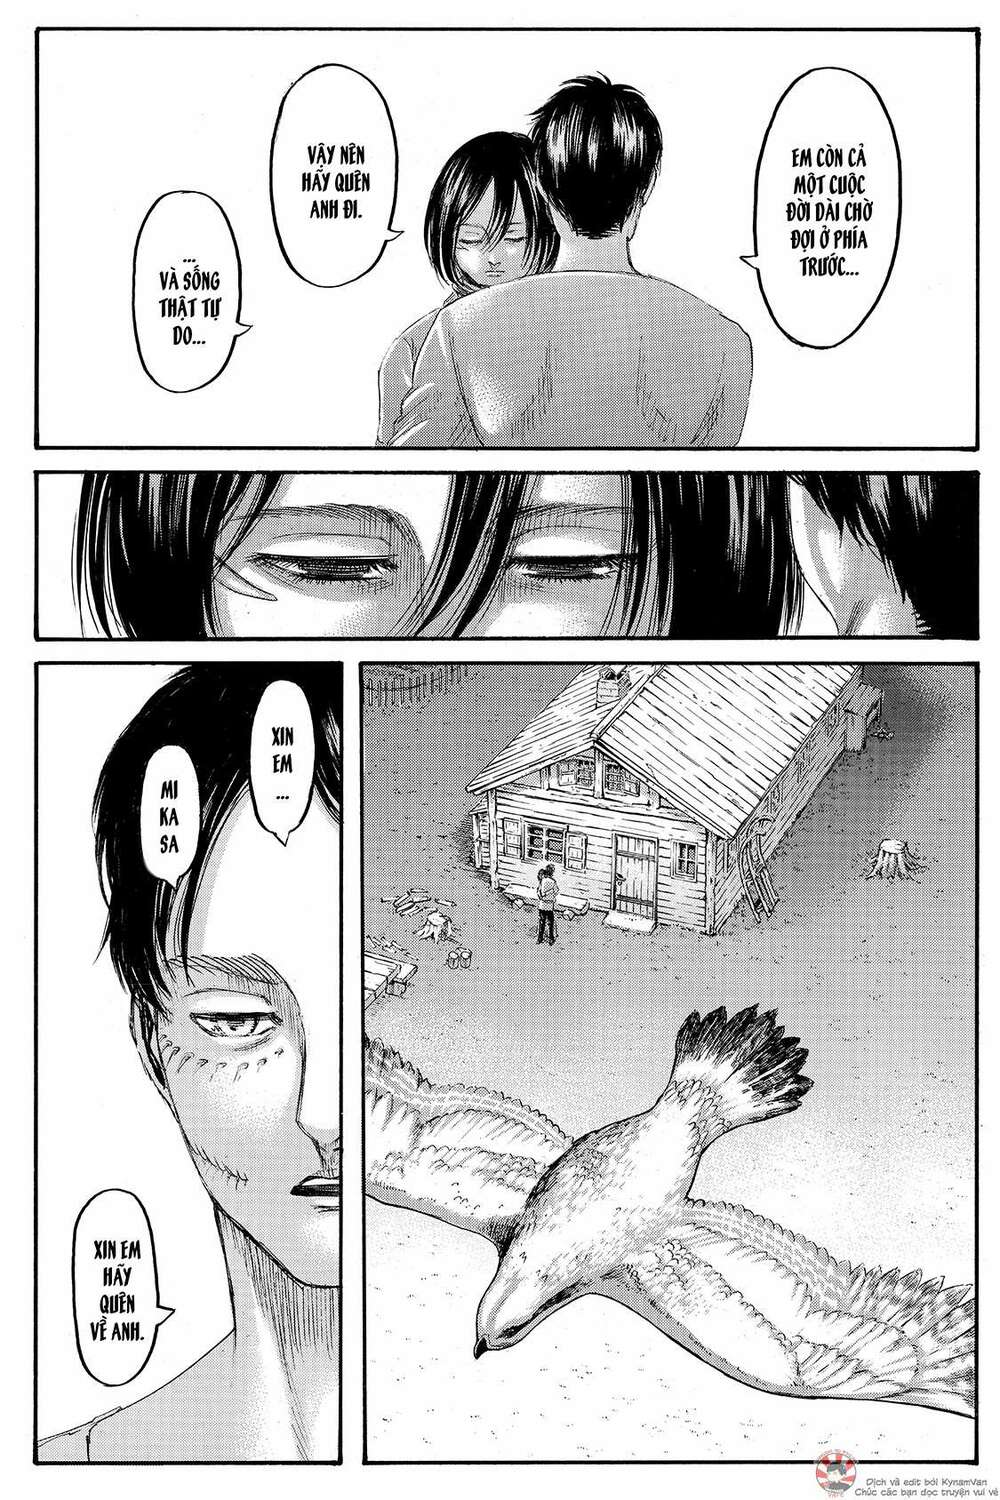 EM CÒN CẢ
MỘT CUỘC
ĐỜI DÀI CHỜ
ĐỢI Ở PHÍA
TRƯỚC...
VẬY NÊN
HÃY QUÊN
ANH ĐI.
...
VÀ SỐNG
THẬT TỰ
DO...
XIN
EM
...
MI
KA
SA
XIN EM
HÃY
QUÊN
VỀ ANH.
Dịch và edit bởi KynamVan
Chúc các bạn đọc truyện vui vẻ